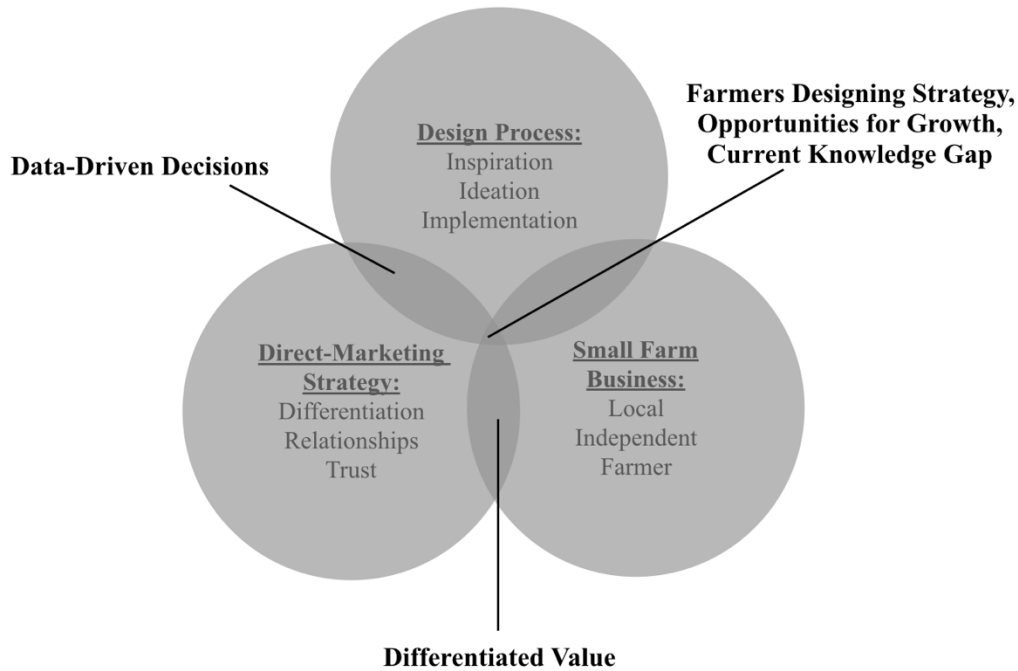 Farmers Designing Strategy,
Opportunities for Growth,
Current Knowledge Gap
Design Process:
Inspiration
Ideation
Implementation
Data-Driven Decisions
Direct-Marketing
Strategy:
Differentiation
Relationships
Trust
Small Farm
Business:
Local
Independent
Farmer
Differentiated Value